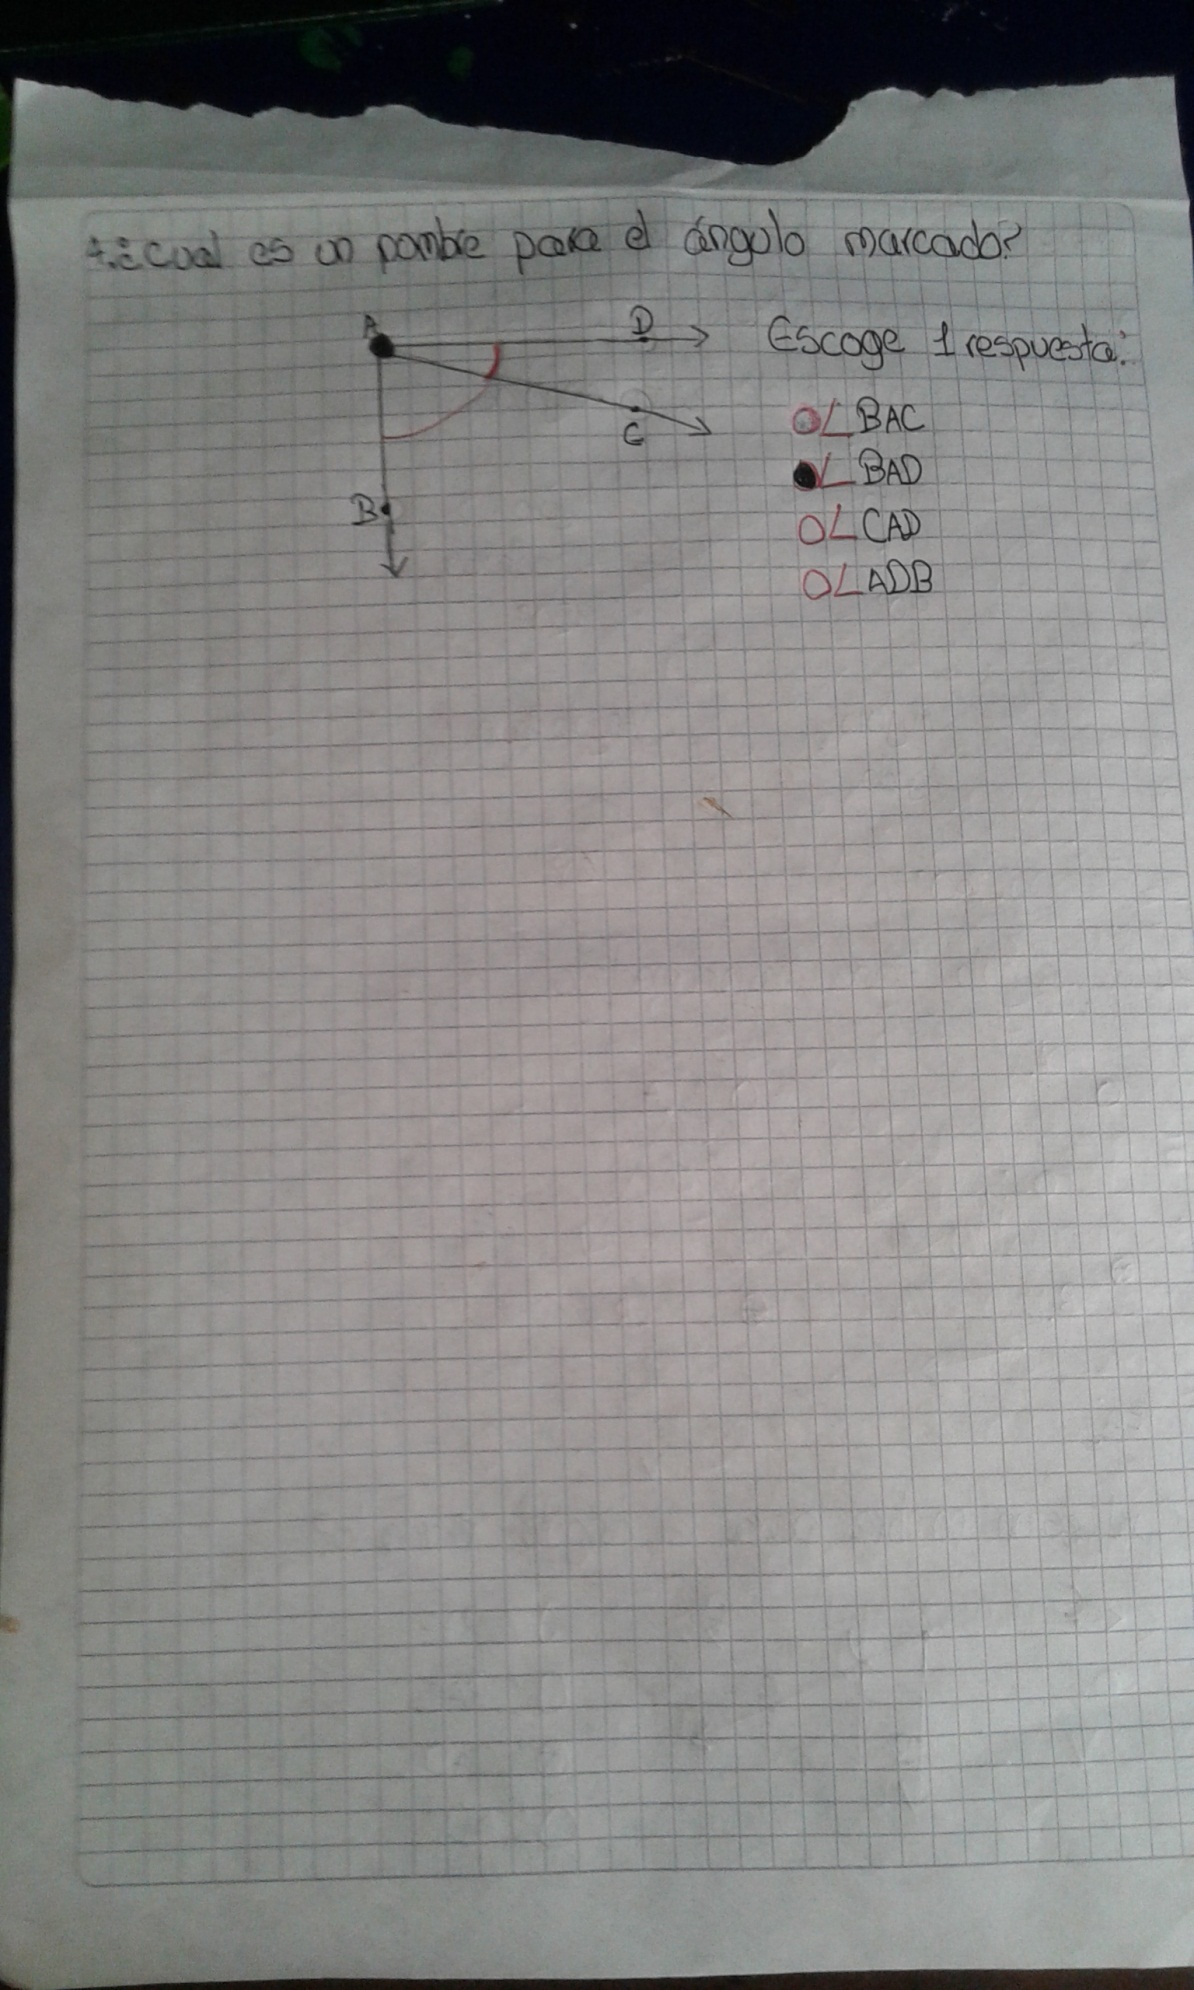 4.¿Cual es un nombre para el ángulo marcado?
A
D
Escoge 1 respuesta:
C
B
∠BAC
∠BAD
∠CAD
∠ADB